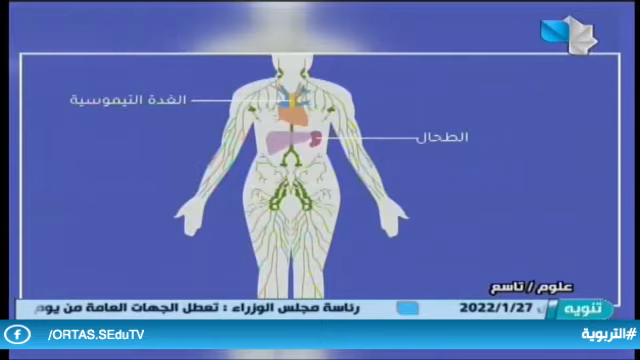 الغدة التيموسية
الطحال
علوم / تاسع
تنويه
2022/1/27
رئاسة مجلس الوزراء : تعطل الجهات العامة من يوم
/ORTAS.SEduTV
#التربوية